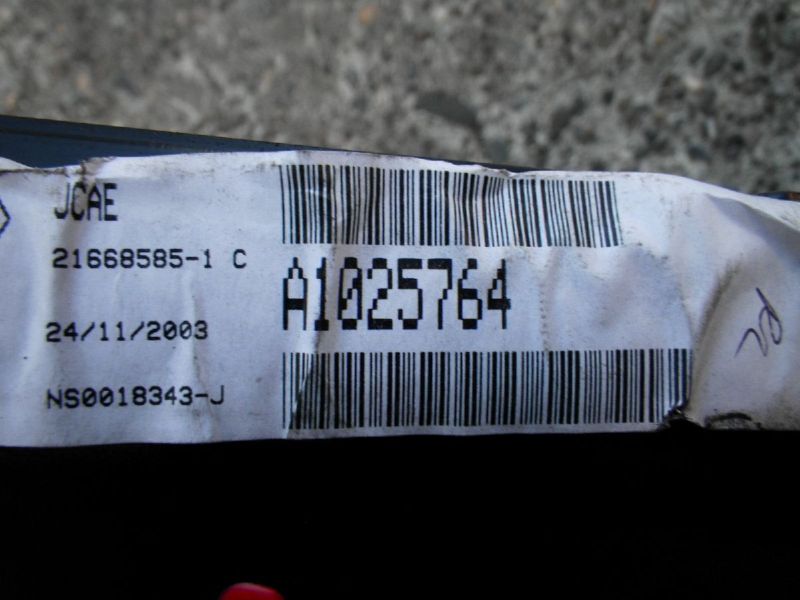 JCAE
21668585-1 C
A1025764
24/11/2003
NS0018343-J